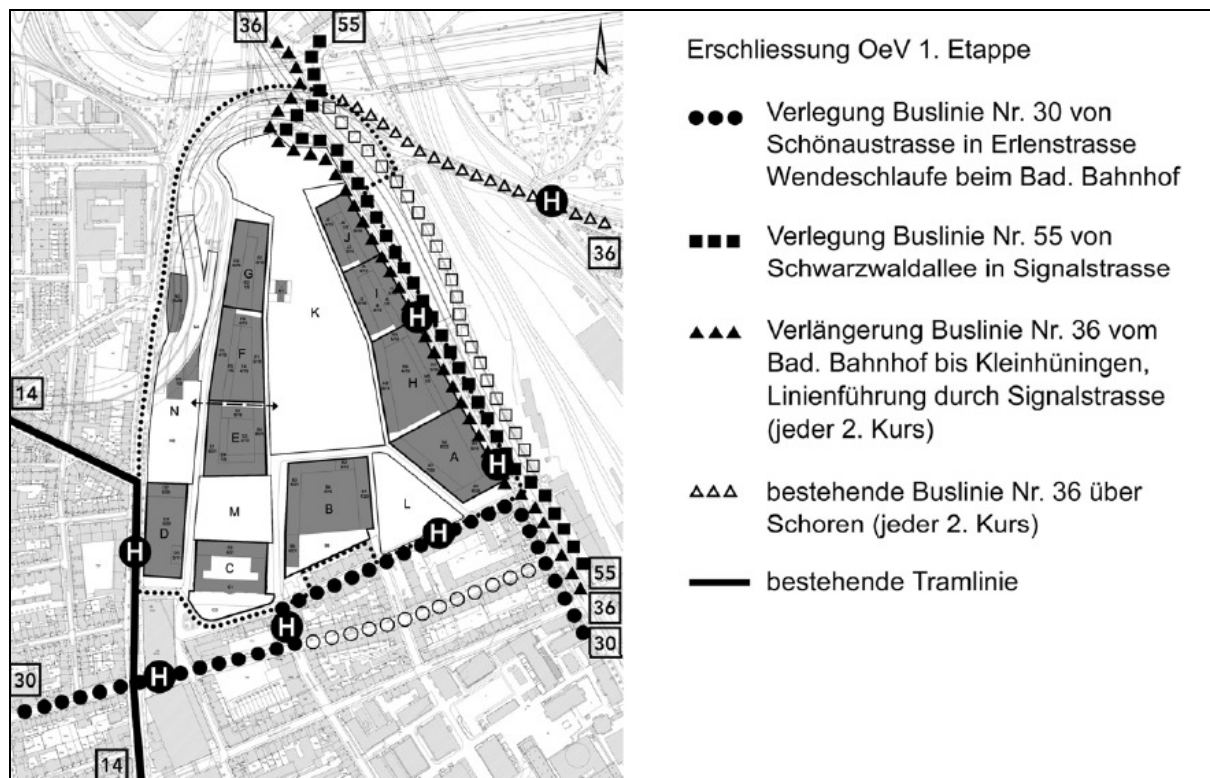 36
55
Erschliessung OeV 1. Etappe
Verlegung Buslinie Nr. 30 von
Schönaustrasse in Erlenstrasse
Wendeschlaufe beim Bad. Bahnhof
Verlegung Buslinie Nr. 55 von
Schwarzwaldallee in Signalstrasse
Verlängerung Buslinie Nr. 36 vom
Bad. Bahnhof bis Kleinhüningen,
Linienführung durch Signalstrasse
(jeder 2. Kurs)
bestehende Buslinie Nr. 36 über
Schoren (jeder 2. Kurs)
bestehende Tramlinie
H
36
J
G
K
I
H
F
H
14
N
E
A
H
M
B
L
D
H
H
C
H
H
55
36
30
30
14